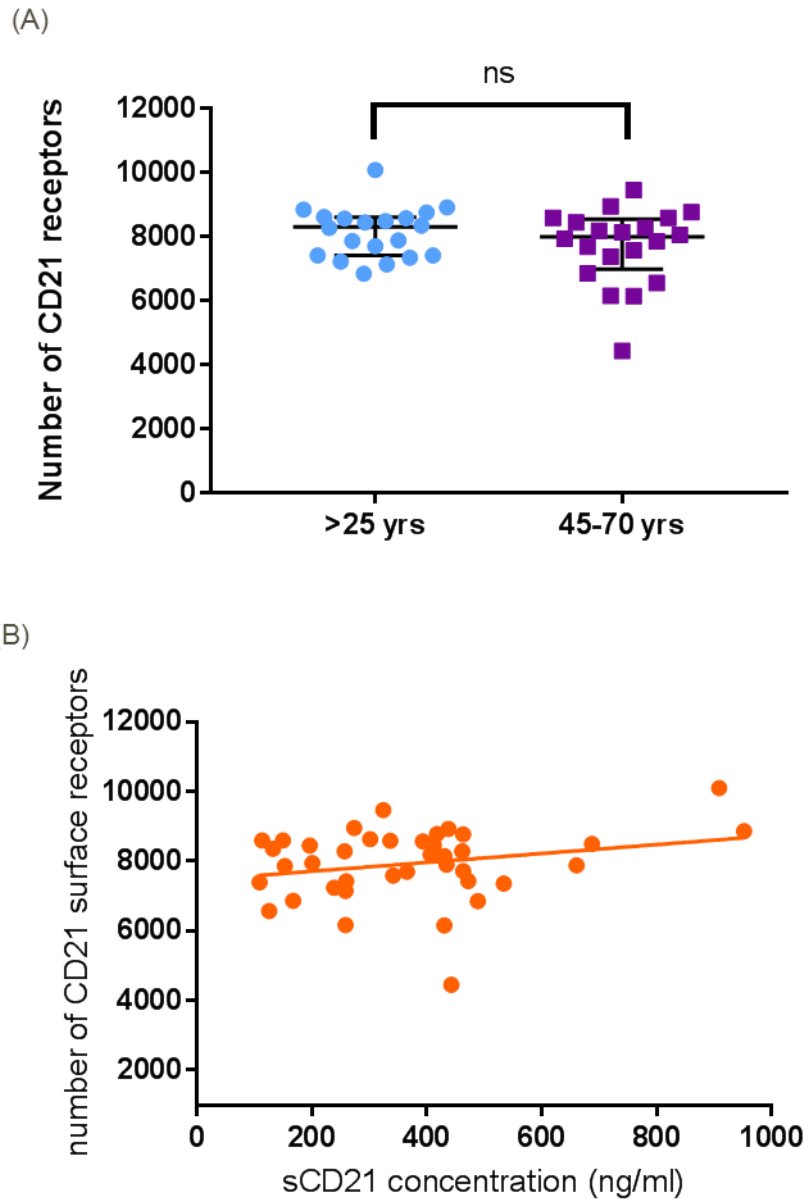 (A)
ns
12000
10000
8000
6000
4000
2000
0
Number of CD21 receptors
>25 yrs
45-70 yrs
B)
12000
10000
8000
6000
4000
2000
number of CD21 surface receptors
0
200
400
600
800
1000
sCD21 concentration (ng/ml)